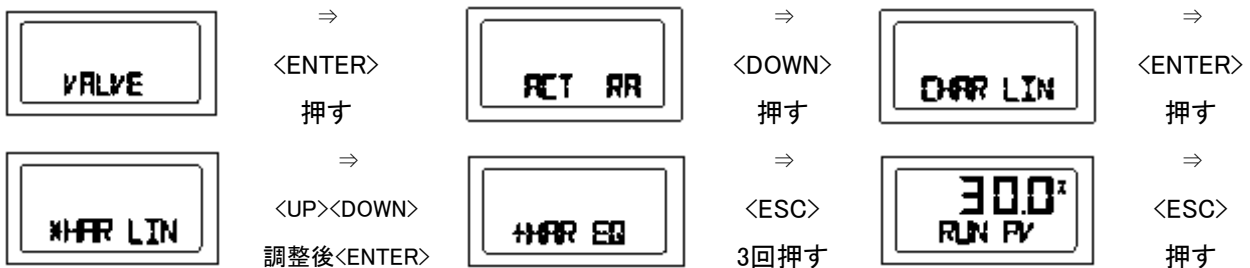 VALVE
⇒
<ENTER>
押す
ACT RA
⇒
<DOWN>
押す
CHAR LIN
⇒
<ENTER>
押す
*HAR LIN
⇒
<UP><DOWN>
調整後<ENTER>
+HAR EQ
⇒
<ESC>
3回押す
30.0%
RUN PV
⇒
<ESC>
押す